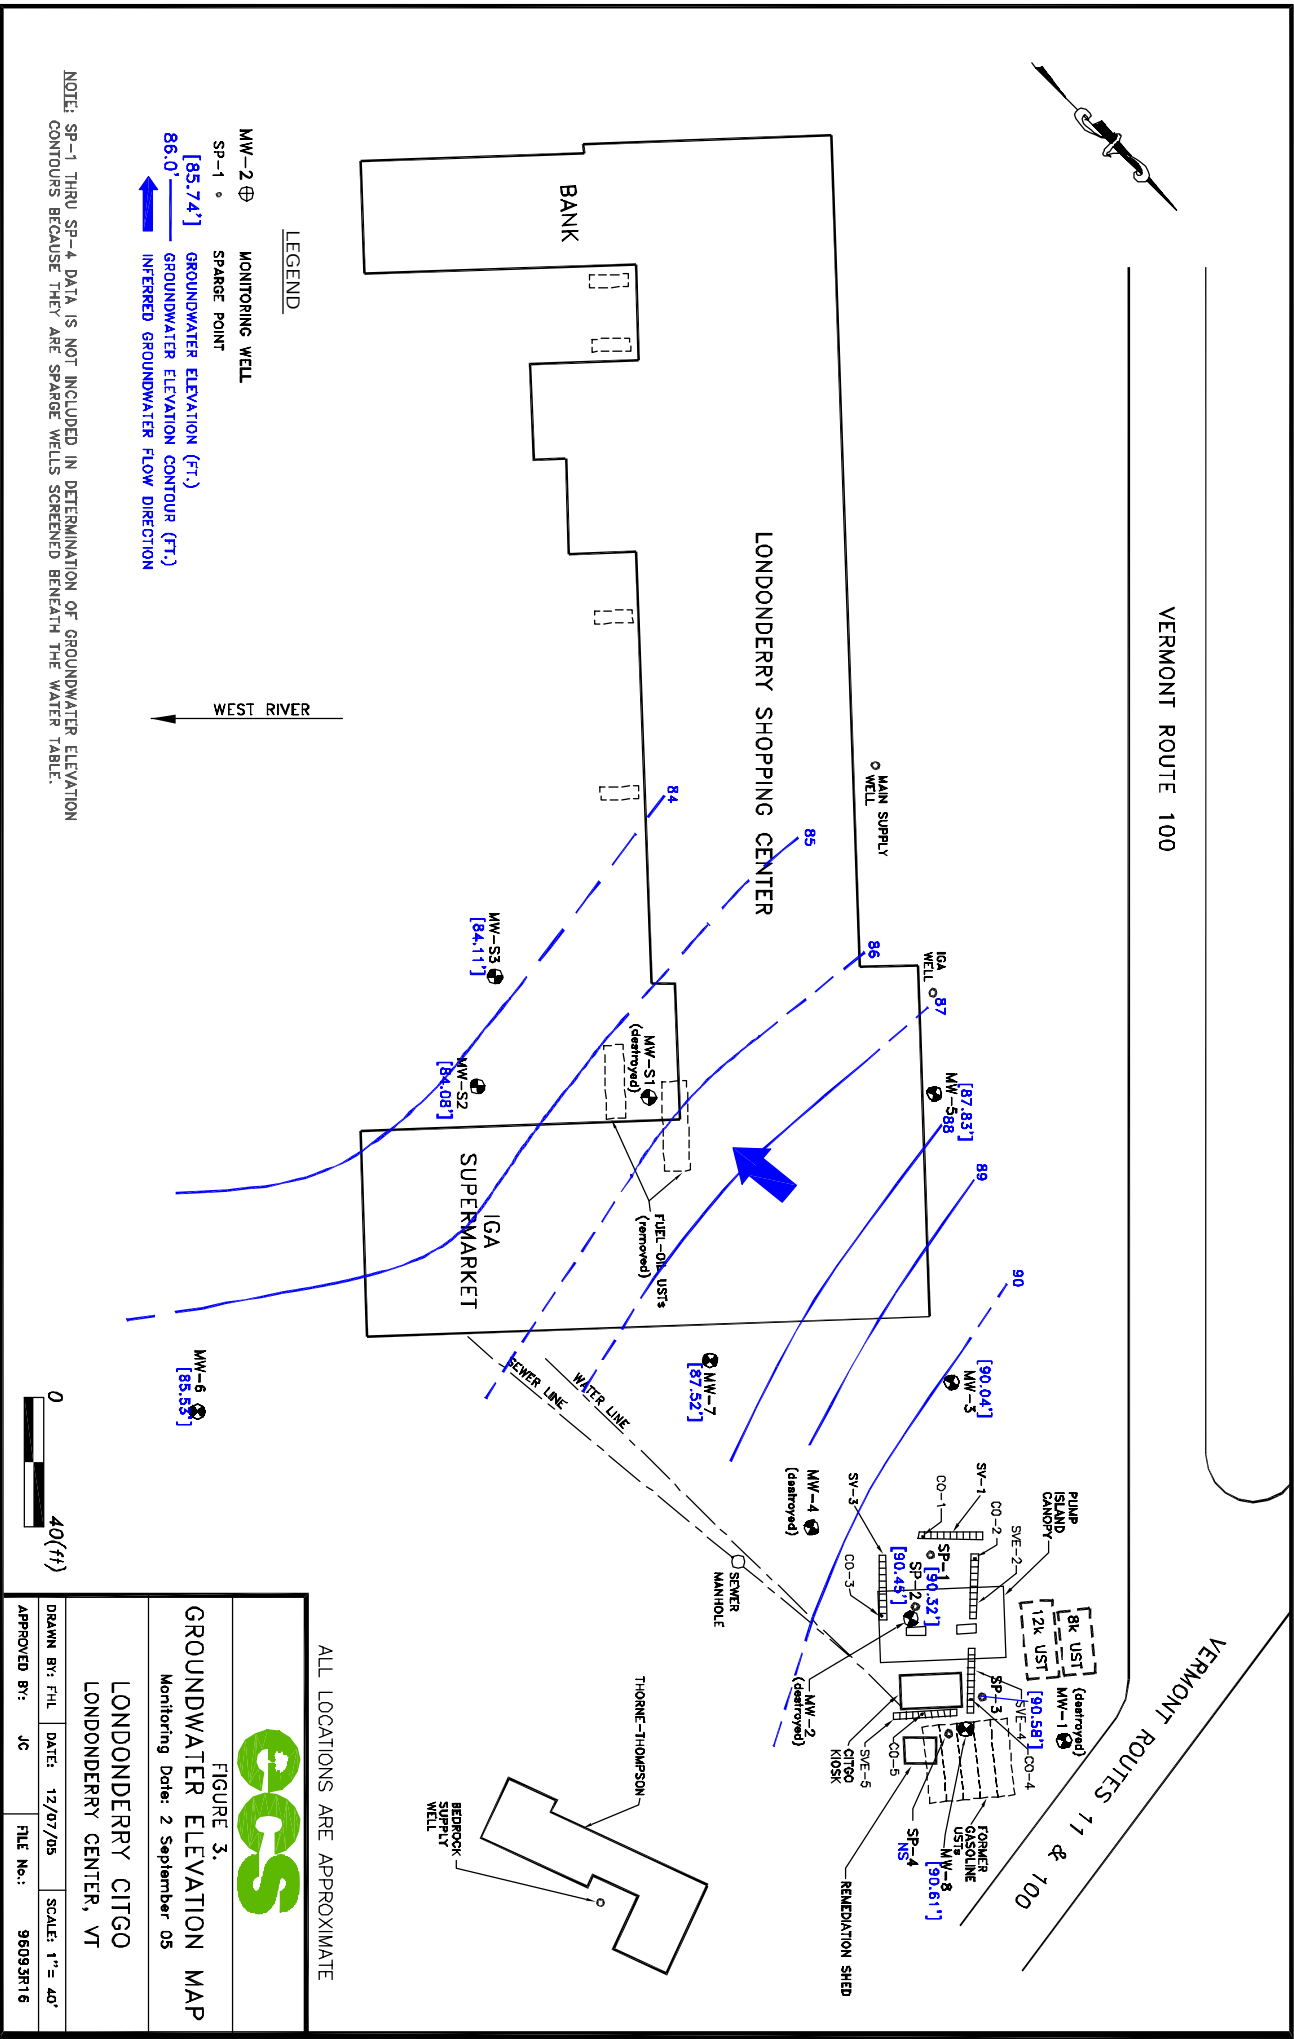 VERMONT ROUTE 100
VERMONT ROUTES 11 & 100
BANK
LONDONDERRY SHOPPING CENTER
MAIN SUPPLY
WELL
IGA
WELL
84
85
86
87
88
89
90
[87.83']
MW-5
MW-S3
[84.11']
MW-S2
[84.08']
MW-S1
(destroyed)
FUEL-OIL USTs
(removed)
IGA
SUPERMARKET
SEWER LINE
WATER LINE
MW-6
[85.53']
MW-7
[87.52']
[90.04']
MW-3
MW-4
(destroyed)
SV-3
CO-1
SV-1
CO-2
SVE-2
PUMP
ISLAND
CANOPY
CO-3
SP-1
[90.32']
SP-2
[90.45']
8k UST
12k UST
SEWER
MANHOLE
MW-2
(destroyed)
(destroyed)
MW-1
[90.58']
SP-3
SVE-4
CO-4
CO-5
SVE-5
CITGO
KIOSK
FORMER
GASOLINE
USTs
MW-8
[90.61']
SP-4
NS
REMEDIATION SHED
THORNE-THOMPSON
BEDROCK
SUPPLY
WELL
WEST RIVER
LEGEND
MW-2 MONITORING WELL
SP-1 SPARGE POINT
[85.74'] GROUNDWATER ELEVATION (FT.)
86.0' GROUNDWATER ELEVATION CONTOUR (FT.)
INFERRED GROUNDWATER FLOW DIRECTION
NOTE: SP-1 THRU SP-4 DATA IS NOT INCLUDED IN DETERMINATION OF GROUNDWATER ELEVATION
CONTOURS BECAUSE THEY ARE SPARGE WELLS SCREENED BENEATH THE WATER TABLE.
0 40(ft)
ALL LOCATIONS ARE APPROXIMATE
ecs
FIGURE 3.
GROUNDWATER ELEVATION MAP
Monitoring Date: 2 September 05
LONDONDERRY CITGO
LONDONDERRY CENTER, VT
DRAWN BY: FHL DATE: 12/07/05 SCALE: 1"= 40'
APPROVED BY: JC FILE No.: 96093R16